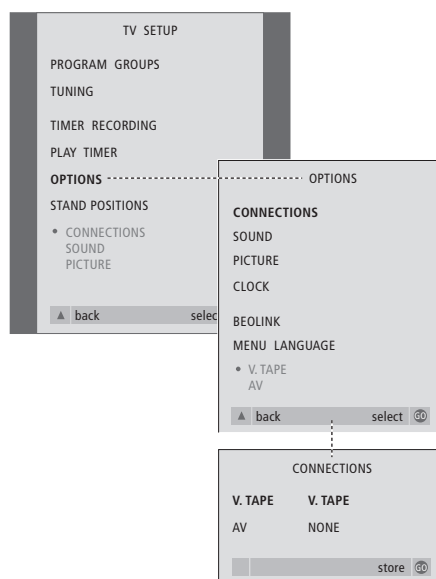 TV SETUP
PROGRAM GROUPS
TUNING
TIMER RECORDING
PLAY TIMER
OPTIONS
STAND POSITIONS
• CONNECTIONS
SOUND
PICTURE
▲ back selec
OPTIONS
CONNECTIONS
SOUND
PICTURE
CLOCK
BEOLINK
MENU LANGUAGE
• V. TAPE
AV
▲ back select GO
CONNECTIONS
V. TAPE V. TAPE
AV NONE
store GO